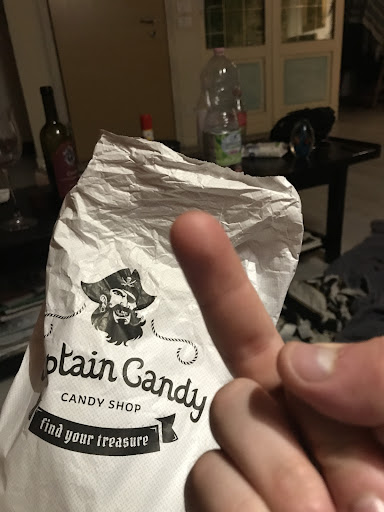 ptain Candy
CANDY SHOP
find your treasure